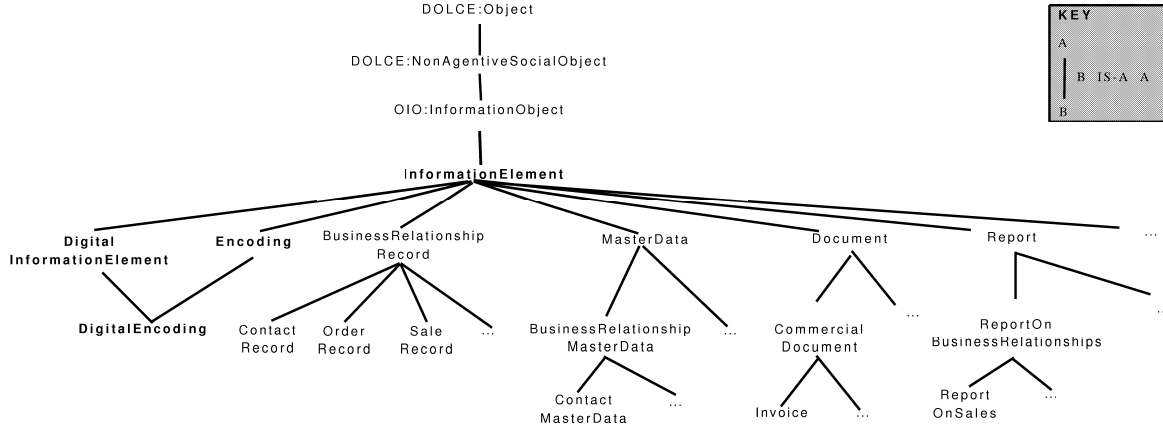 DOLCE:Object
KEY
A
B IS-A A
B
DOLCE:NonAgentiveSocialObject
OIO:InformationObject
InformationElement
Digital
InformationElement
Encoding
BusinessRelationship
Record
MasterData
Document
Report
...
DigitalEncoding
Contact
Record
Order
Record
Sale
Record
...
BusinessRelationship
MasterData
...
Commercial
Document
...
ReportOn
BusinessRelationships
...
Contact
MasterData
...
Invoice
...
Report
OnSales
...